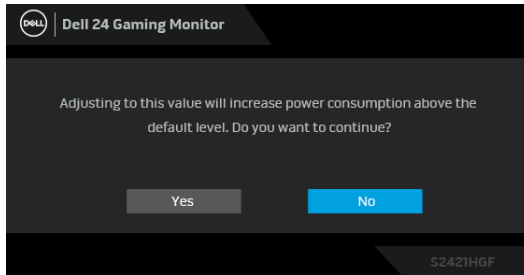 DELL Dell 24 Gaming Monitor
Adjusting to this value will increase power consumption above the
default level. Do you want to continue?
Yes No
S2421HGF